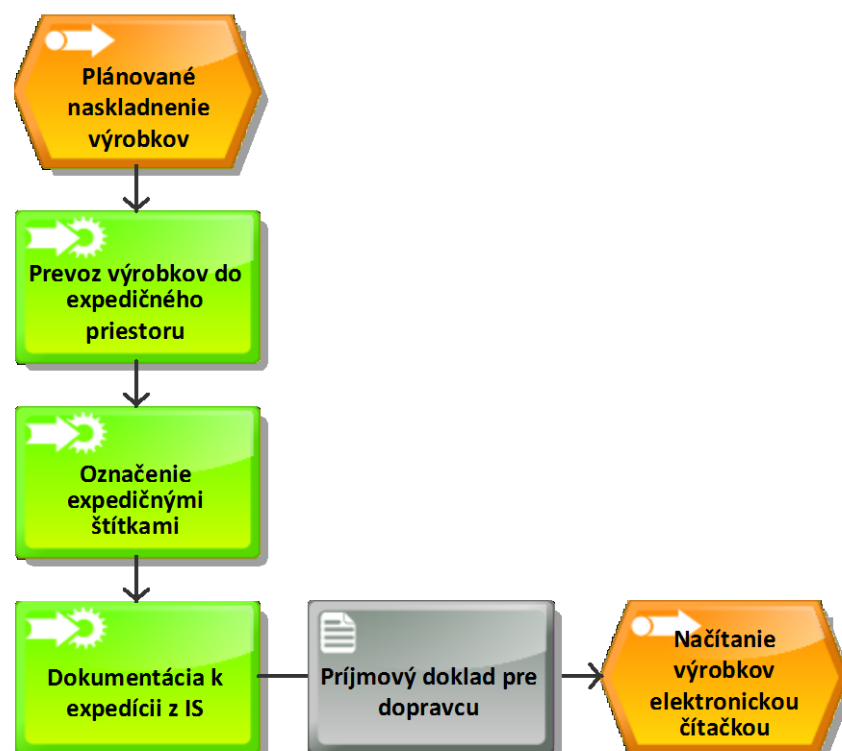 Plánované
naskladnenie
výrobkov
Prevoz výrobkov do
expedičného
priestoru
Označenie
expedičnými
štítkami
Dokumentácia k
expedícii z IS
Príjmový doklad pre
dopravcu
Načítanie
výrobkov
elektronickou
čítačkou